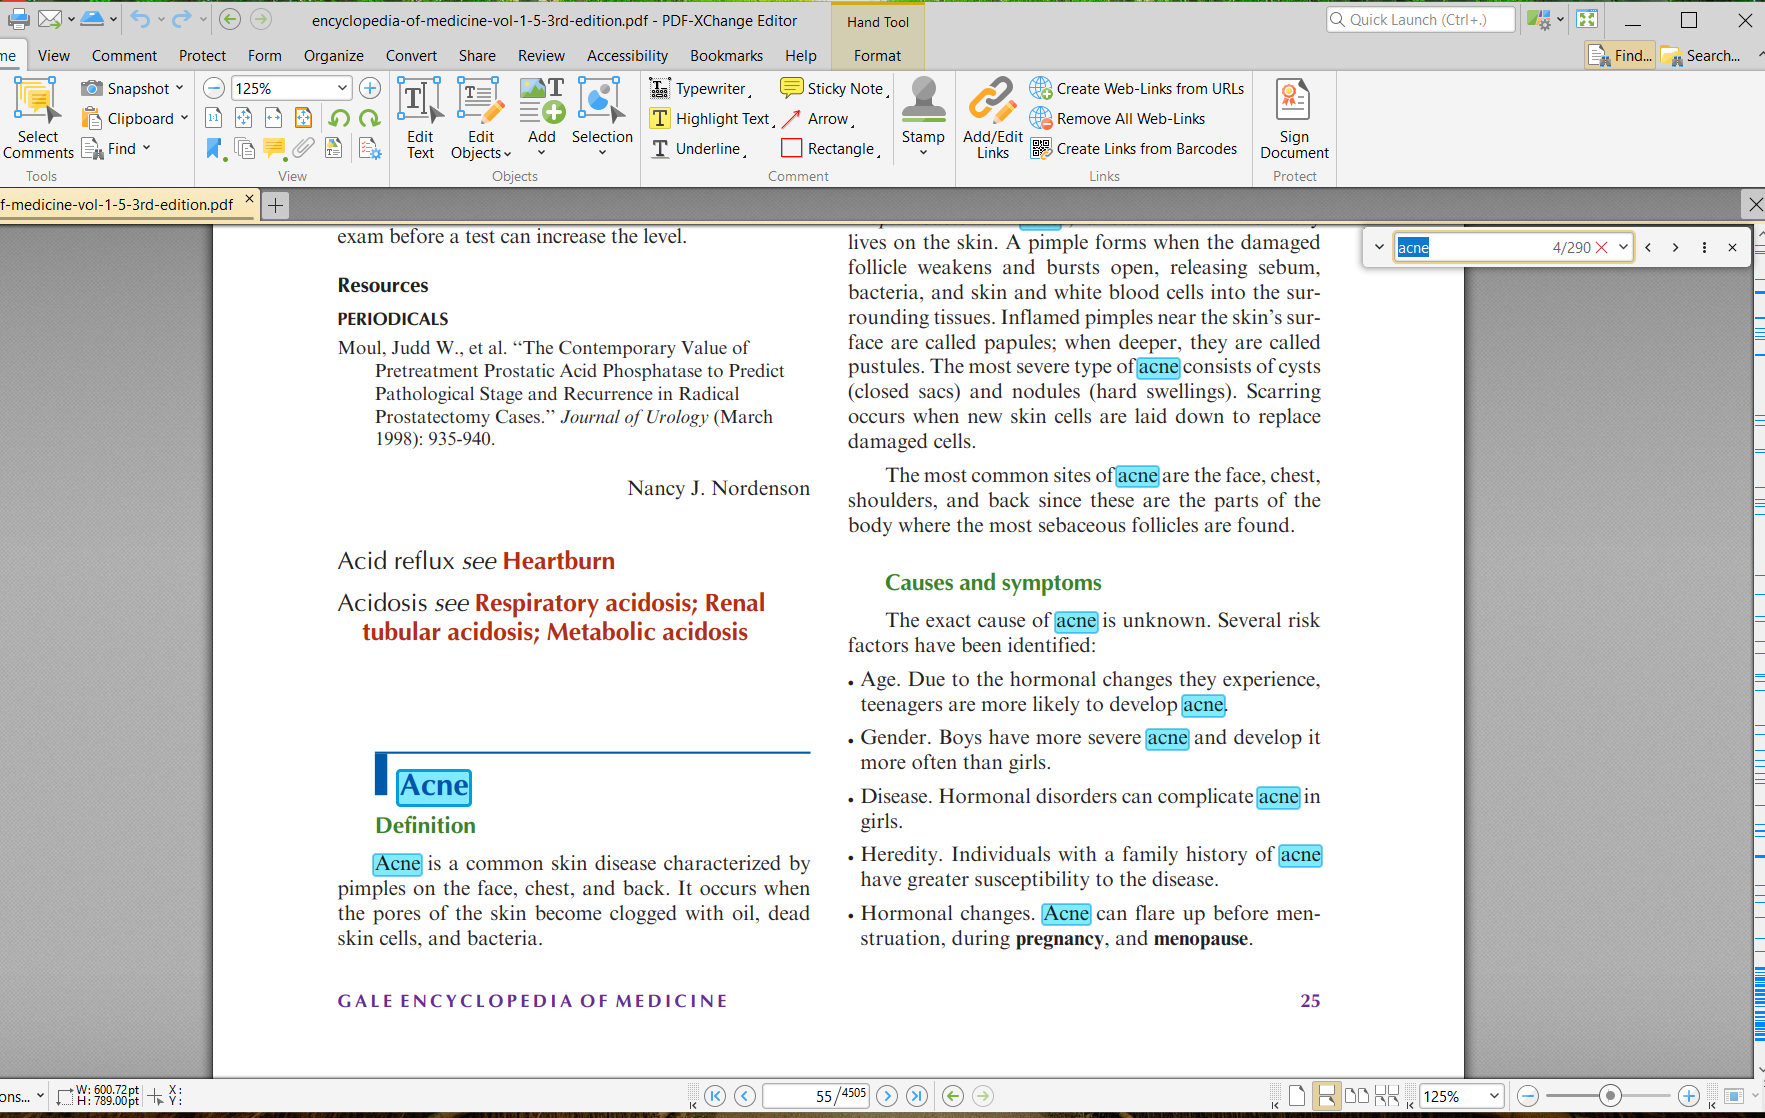 encyclopedia-of-medicine-vol-1-5-3rd-edition.pdf - PDF-XChange Editor
Hand Tool
Quick Launch (Ctrl+.)
me View Comment Protect Form Organize Convert Share Review Accessibility Bookmarks Help Format
Find... Search...
Select Comments
Snapshot
Clipboard
Find
Tools
125%
1:1
View
Edit Text
Edit Objects
Add
Selection
Objects
Typewriter
Highlight Text
Underline
Sticky Note
Arrow
Rectangle
Stamp
Comment
Add/Edit Links
Create Web-Links from URLs
Remove All Web-Links
Create Links from Barcodes
Links
Sign Document
Protect
f-medicine-vol-1-5-3rd-edition.pdf
acne 4/290
exam before a test can increase the level.
Resources
PERIODICALS
Moul, Judd W., et al. “The Contemporary Value of
Pretreatment Prostatic Acid Phosphatase to Predict
Pathological Stage and Recurrence in Radical
Prostatectomy Cases.” Journal of Urology (March
1998): 935-940.
Nancy J. Nordenson
Acid reflux see Heartburn
Acidosis see Respiratory acidosis; Renal
tubular acidosis; Metabolic acidosis
Acne
Definition
Acne is a common skin disease characterized by
pimples on the face, chest, and back. It occurs when
the pores of the skin become clogged with oil, dead
skin cells, and bacteria.
lives on the skin. A pimple forms when the damaged
follicle weakens and bursts open, releasing sebum,
bacteria, and skin and white blood cells into the sur-
rounding tissues. Inflamed pimples near the skin’s sur-
face are called papules; when deeper, they are called
pustules. The most severe type of acne consists of cysts
(closed sacs) and nodules (hard swellings). Scarring
occurs when new skin cells are laid down to replace
damaged cells.
The most common sites of acne are the face, chest,
shoulders, and back since these are the parts of the
body where the most sebaceous follicles are found.
Causes and symptoms
The exact cause of acne is unknown. Several risk
factors have been identified:
• Age. Due to the hormonal changes they experience,
teenagers are more likely to develop acne.
• Gender. Boys have more severe acne and develop it
more often than girls.
• Disease. Hormonal disorders can complicate acne in
girls.
• Heredity. Individuals with a family history of acne
have greater susceptibility to the disease.
• Hormonal changes. Acne can flare up before men-
struation, during pregnancy, and menopause.
GALE ENCYCLOPEDIA OF MEDICINE 25
ons...
W: 600.72pt
H: 789.00pt
X:
Y:
55 / 4505
125%